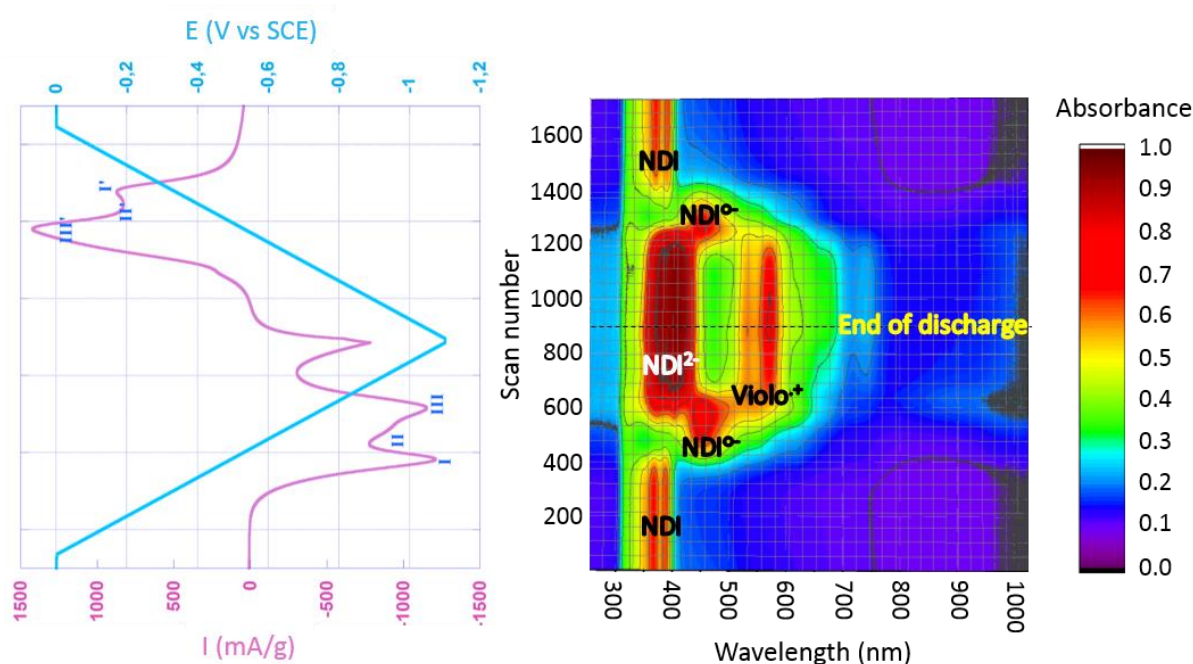 E (V vs SCE)
0 -0,2 -0,4 -0,6 -0,8 -1 -1,2
I'
II'
III'
III
II
I
1500 1000 500 0 -500 -1000 -1500
I (mA/g)
Absorbance
1600
1400
1200
1000
800
600
400
200
Scan number
NDI
NDI°-
End of discharge
NDI2-
Violo·+
NDI°-
NDI
300 400 500 600 700 800 900 1000
Wavelength (nm)
1.0
0.9
0.8
0.7
0.6
0.5
0.4
0.3
0.2
0.1
0.0